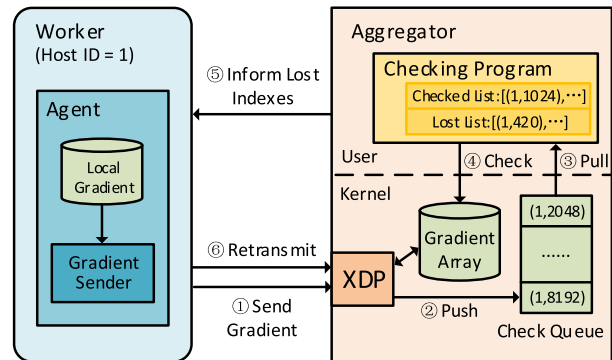 Worker
(Host ID = 1)
Agent
Local
Gradient
Gradient
Sender
⑤ Inform Lost
Indexes
⑥ Retransmit
① Send
Gradient
Aggregator
Checking Program
Checked List:[(1,1024),⋯]
Lost List:[(1,420),⋯]
User
④ Check
③ Pull
Kernel
Gradient
Array
XDP
② Push
(1,2048)
......
(1,8192)
Check Queue